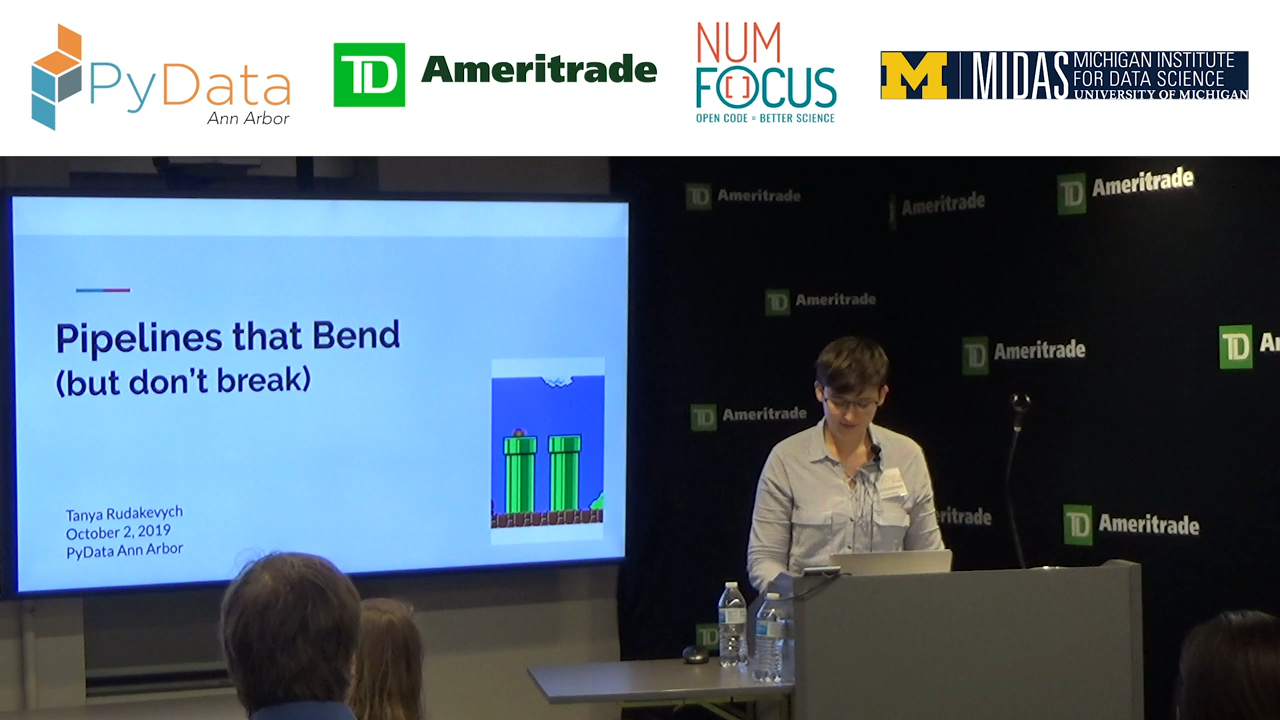 PyData
Ann Arbor
TD Ameritrade
NUM
FOCUS
OPEN CODE = BETTER SCIENCE
M MIDAS
MICHIGAN INSTITUTE
FOR DATA SCIENCE
UNIVERSITY OF MICHIGAN
Pipelines that Bend
(but don't break)
Tanya Rudakevych
October 2, 2019
PyData Ann Arbor
TD Ameritrade
Ameritrade
TD Ameritrade
TD Ameritrade
TD Ameritrade
TD A
TD Ameritrade
ritrade
TD Ameritrade
TD